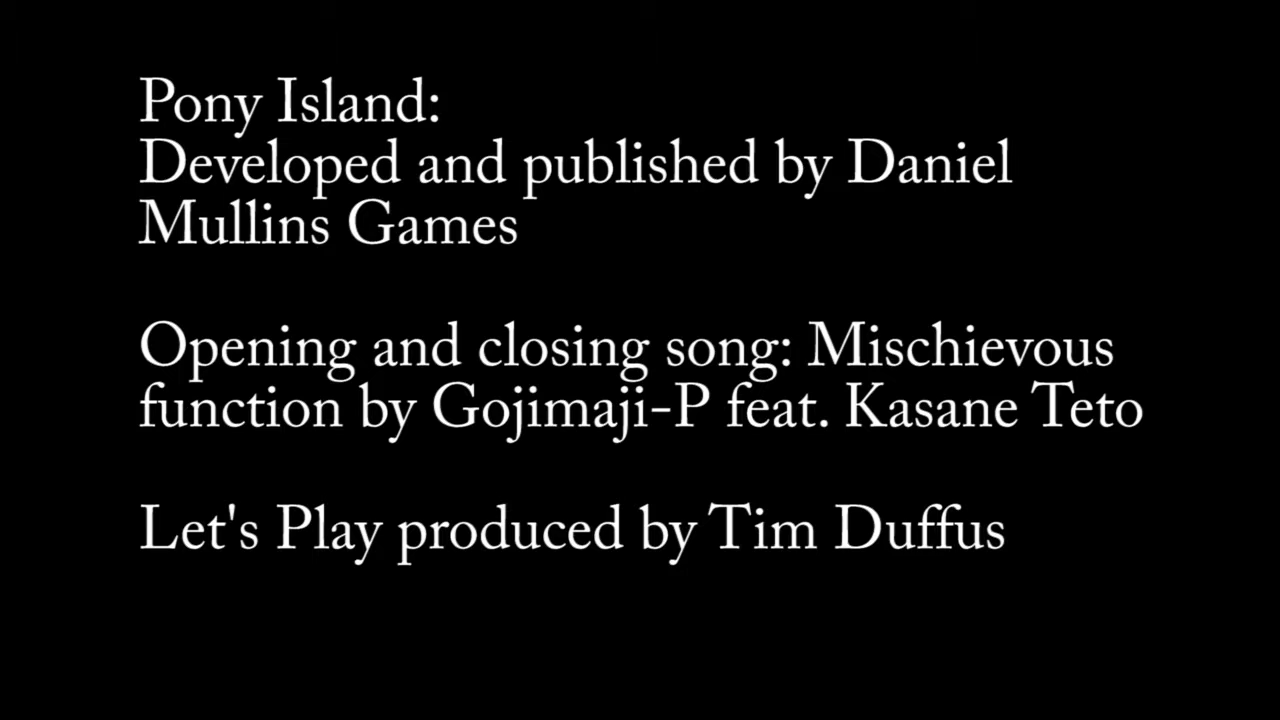 Pony Island:
Developed and published by Daniel
Mullins Games
Opening and closing song: Mischievous
function by Gojimaji-P feat. Kasane Teto
Let's Play produced by Tim Duffus